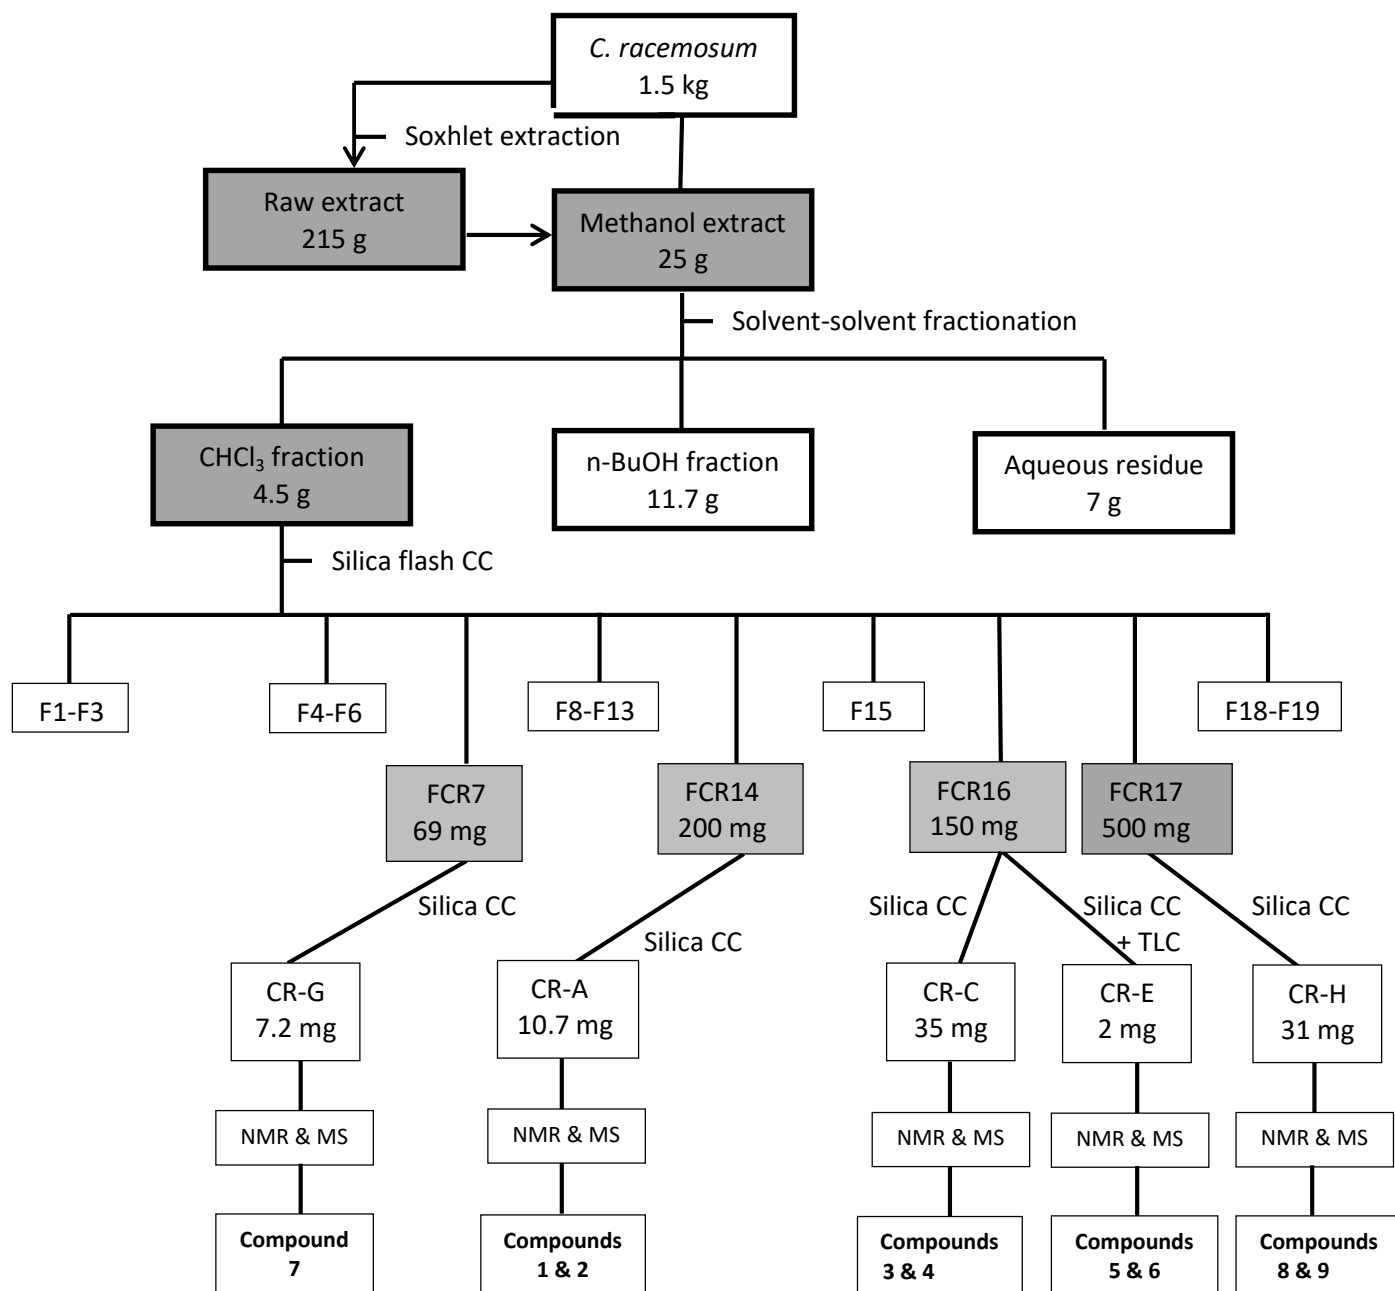 C. racemosum
1.5 kg
Soxhlet extraction
Raw extract
215 g
Methanol extract
25 g
Solvent-solvent fractionation
CHCl₃ fraction
4.5 g
n-BuOH fraction
11.7 g
Aqueous residue
7 g
Silica flash CC
F1-F3
F4-F6
F8-F13
F15
F18-F19
FCR7
69 mg
FCR14
200 mg
FCR16
150 mg
FCR17
500 mg
Silica CC
Silica CC
Silica CC
Silica CC
+ TLC
Silica CC
CR-G
7.2 mg
CR-A
10.7 mg
CR-C
35 mg
CR-E
2 mg
CR-H
31 mg
NMR & MS
NMR & MS
NMR & MS
NMR & MS
NMR & MS
Compound
7
Compounds
1 & 2
Compounds
3 & 4
Compounds
5 & 6
Compounds
8 & 9